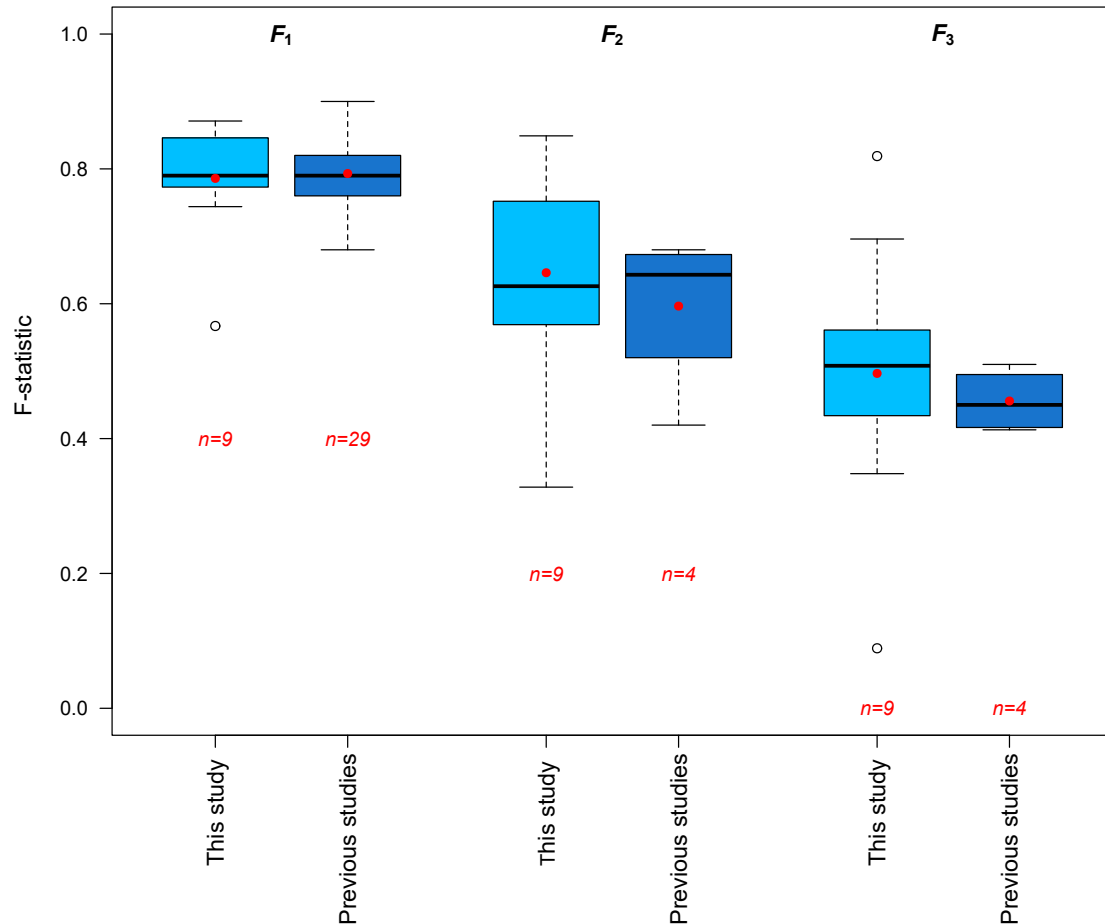 F1 F2 F3
F-statistic
1.0
0.8
0.6
0.4
0.2
0.0
n=9 n=29
n=9 n=4
n=9 n=4
This study
Previous studies
This study
Previous studies
This study
Previous studies